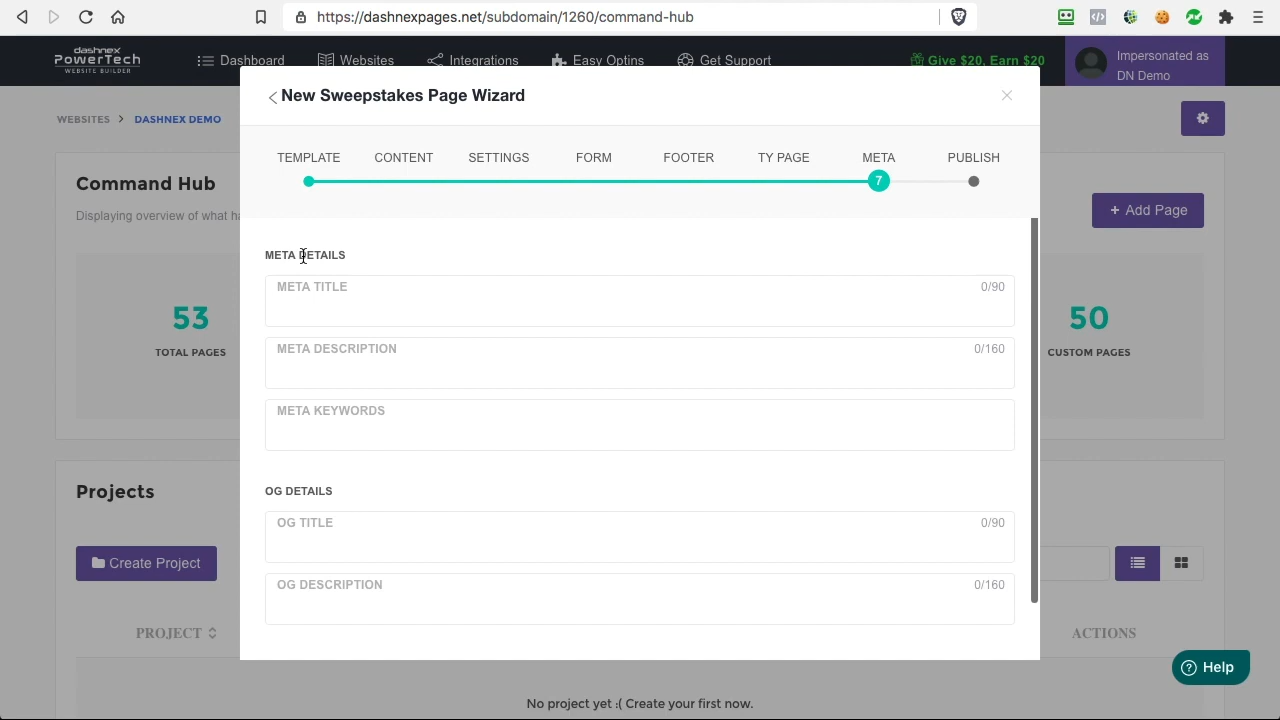 https://dashnexpages.net/subdomain/1260/command-hub
dashnex
PowerTech
WEBSITE BUILDER
Dashboard
Websites
Integrations
Easy Optins
Get Support
Give $20, Earn $20
Impersonated as
DN Demo
WEBSITES > DASHNEX DEMO
New Sweepstakes Page Wizard
TEMPLATE CONTENT SETTINGS FORM FOOTER TY PAGE META PUBLISH
7
Command Hub
Displaying overview of what ha
+ Add Page
53
TOTAL PAGES
50
CUSTOM PAGES
META DETAILS
META TITLE 0/90
META DESCRIPTION 0/160
META KEYWORDS
OG DETAILS
OG TITLE 0/90
OG DESCRIPTION 0/160
Projects
Create Project
PROJECT
ACTIONS
No project yet :( Create your first now.
Help